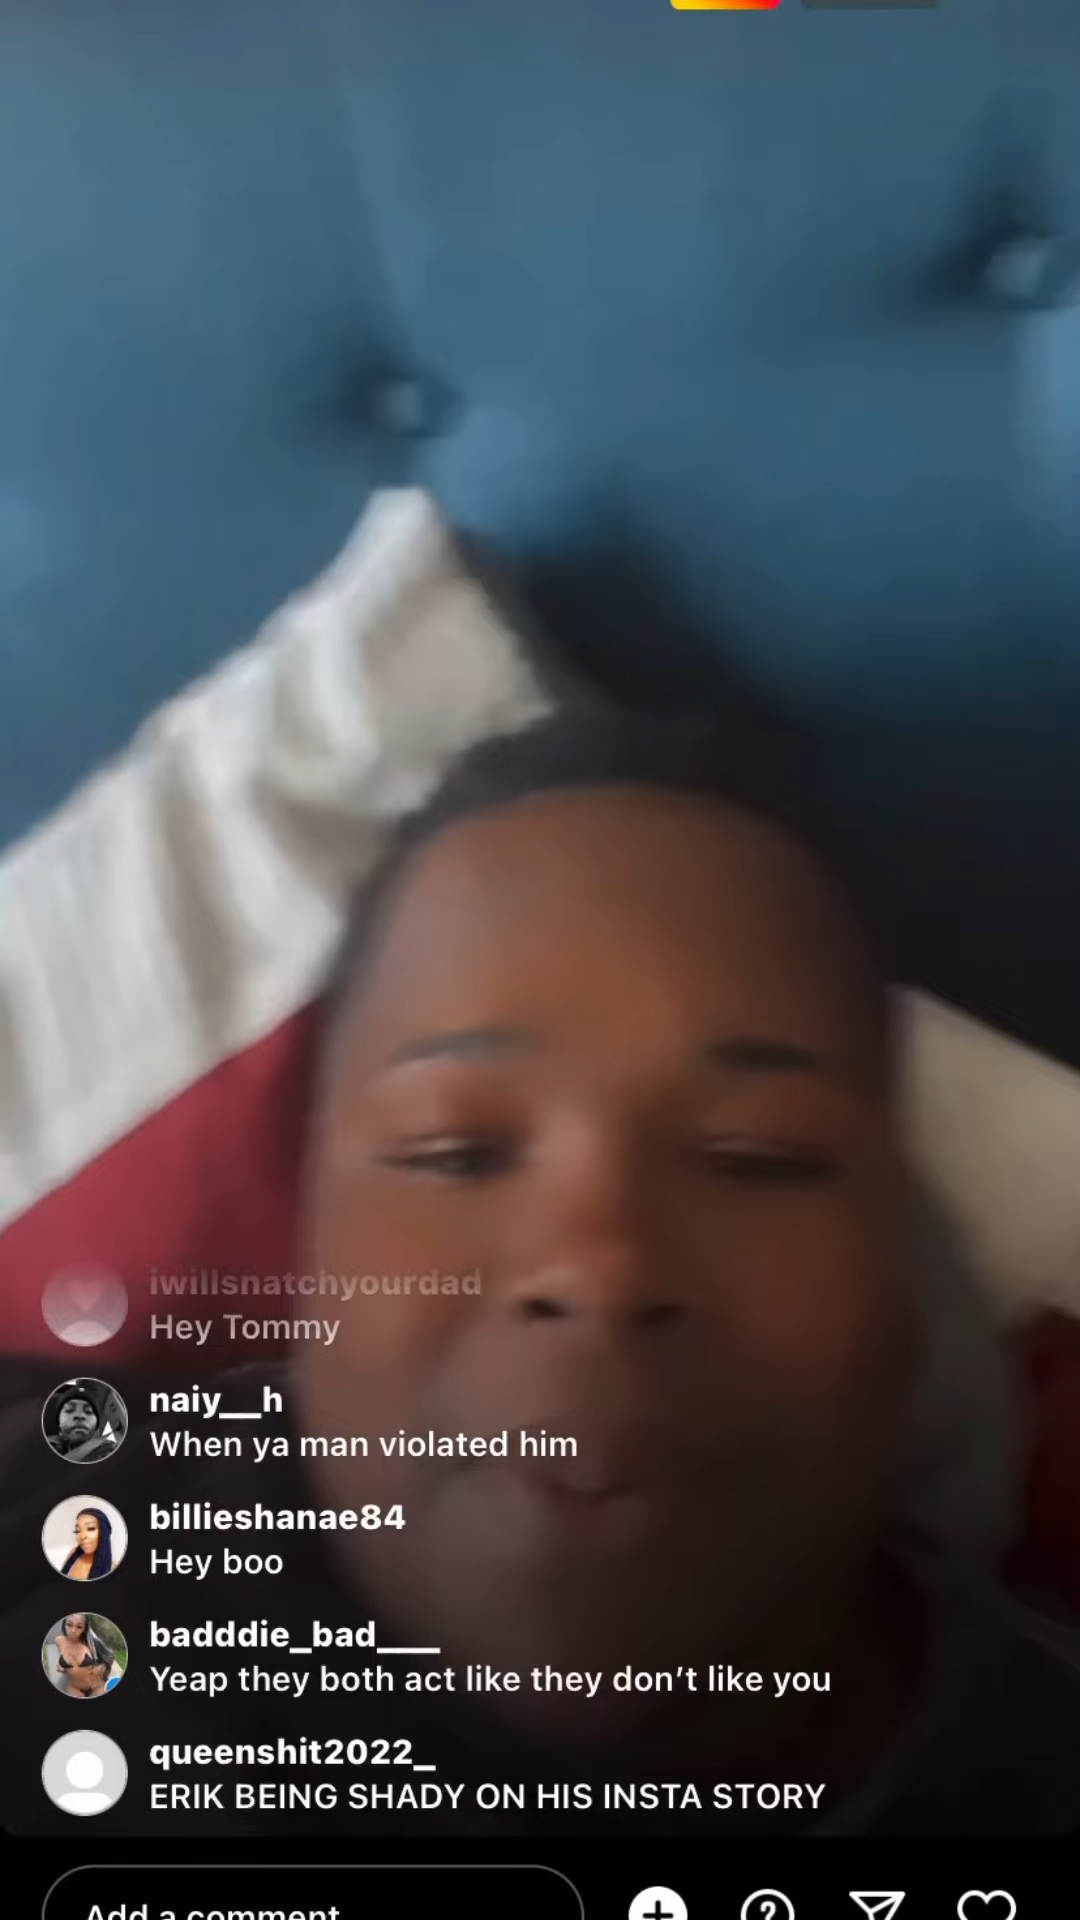 iwillsnatchyourdad
Hey Tommy
naiy__h
When ya man violated him
billieshanae84
Hey boo
badddie_bad___
Yeap they both act like they don’t like you
queenshit2022_
ERIK BEING SHADY ON HIS INSTA STORY
Add a comment